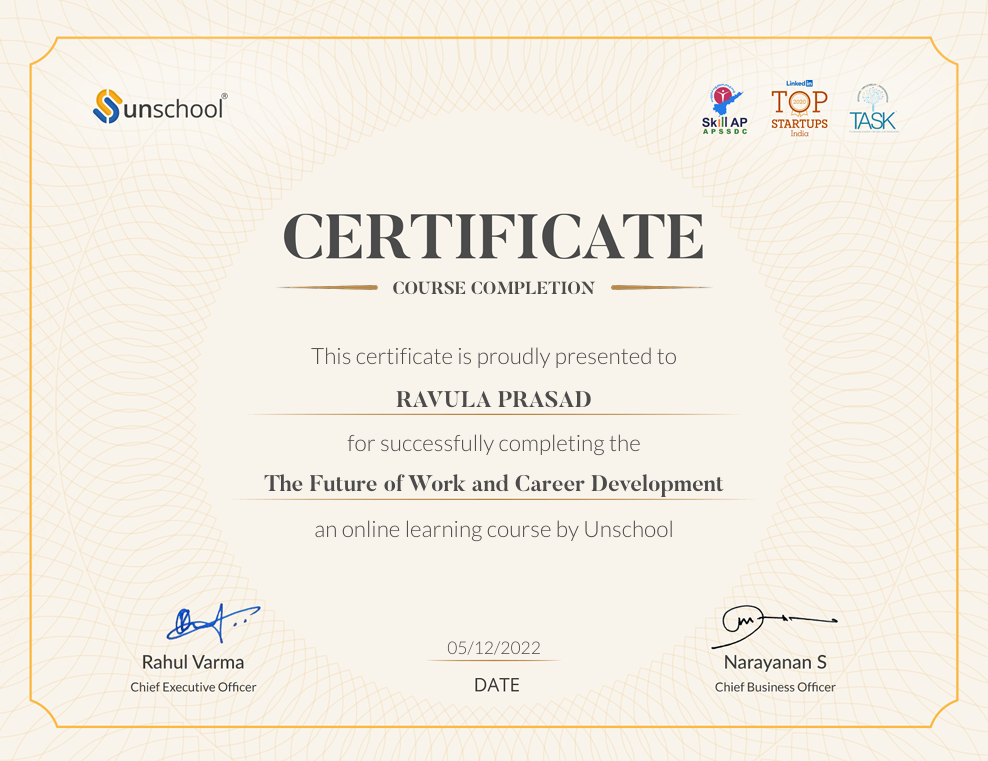 Sunschool®
Skill AP
APSSDC
LinkedIn
TOP
2020
STARTUPS
India
TASK
CERTIFICATE
COURSE COMPLETION
This certificate is proudly presented to
RAVULA PRASAD
for successfully completing the
The Future of Work and Career Development
an online learning course by Unschool
Rahul Varma
Chief Executive Officer
05/12/2022
DATE
Narayanan S
Chief Business Officer